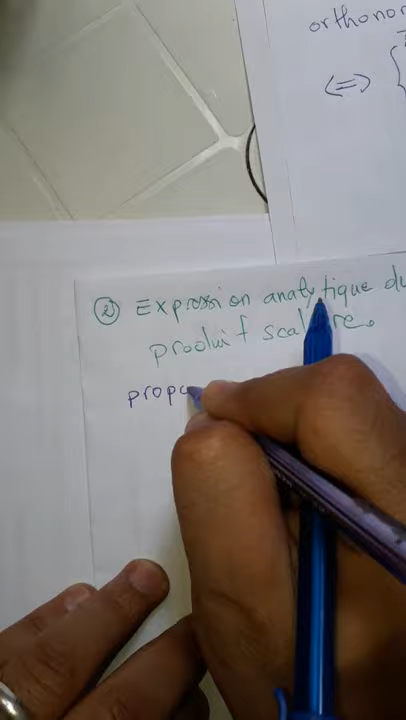 orthonor
<=> {
② Expression analytique du
produit scalaire.
propo